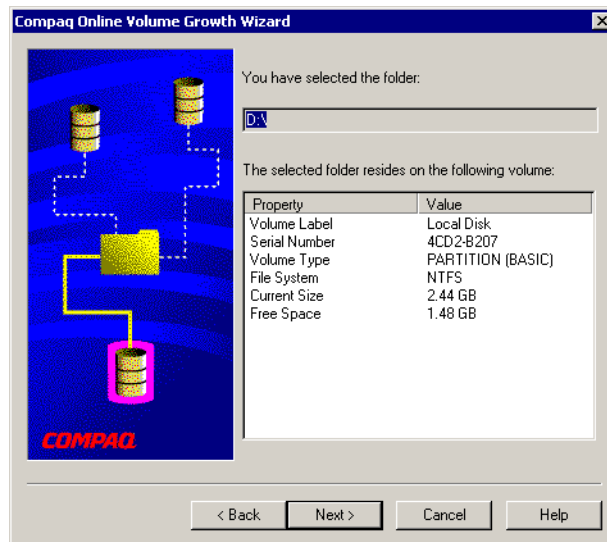 Compaq Online Volume Growth Wizard
You have selected the folder:
D:\
The selected folder resides on the following volume:
Property Value
Volume Label Local Disk
Serial Number 4CD2-B207
Volume Type PARTITION (BASIC)
File System NTFS
Current Size 2.44 GB
Free Space 1.48 GB
COMPAQ
< Back Next > Cancel Help